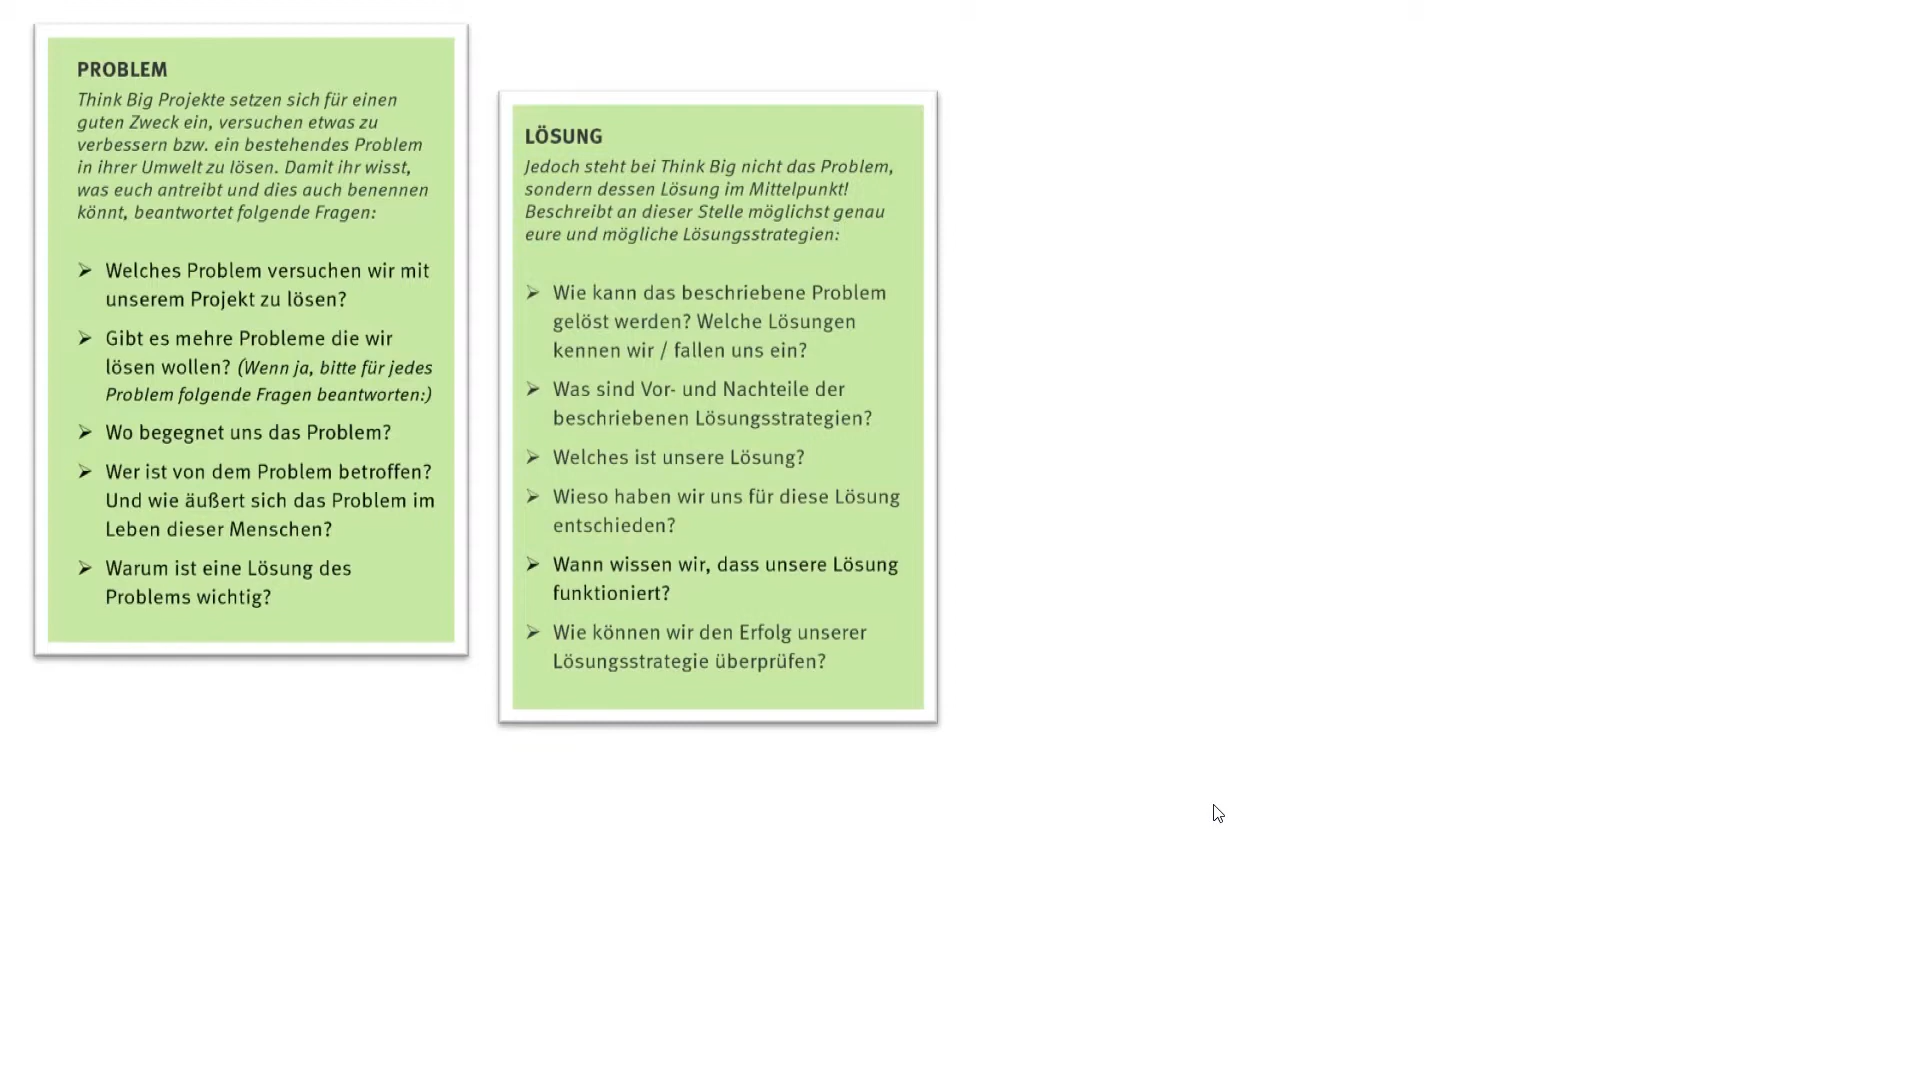 PROBLEM
Think Big Projekte setzen sich für einen
guten Zweck ein, versuchen etwas zu
verbessern bzw. ein bestehendes Problem
in ihrer Umwelt zu lösen. Damit ihr wisst,
was euch antreibt und dies auch benennen
könnt, beantwortet folgende Fragen:
➢ Welches Problem versuchen wir mit
unserem Projekt zu lösen?
➢ Gibt es mehre Probleme die wir
lösen wollen? (Wenn ja, bitte für jedes
Problem folgende Fragen beantworten:)
➢ Wo begegnet uns das Problem?
➢ Wer ist von dem Problem betroffen?
Und wie äußert sich das Problem im
Leben dieser Menschen?
➢ Warum ist eine Lösung des
Problems wichtig?
LÖSUNG
Jedoch steht bei Think Big nicht das Problem,
sondern dessen Lösung im Mittelpunkt!
Beschreibt an dieser Stelle möglichst genau
eure und mögliche Lösungsstrategien:
➢ Wie kann das beschriebene Problem
gelöst werden? Welche Lösungen
kennen wir / fallen uns ein?
➢ Was sind Vor- und Nachteile der
beschriebenen Lösungsstrategien?
➢ Welches ist unsere Lösung?
➢ Wieso haben wir uns für diese Lösung
entschieden?
➢ Wann wissen wir, dass unsere Lösung
funktioniert?
➢ Wie können wir den Erfolg unserer
Lösungsstrategie überprüfen?